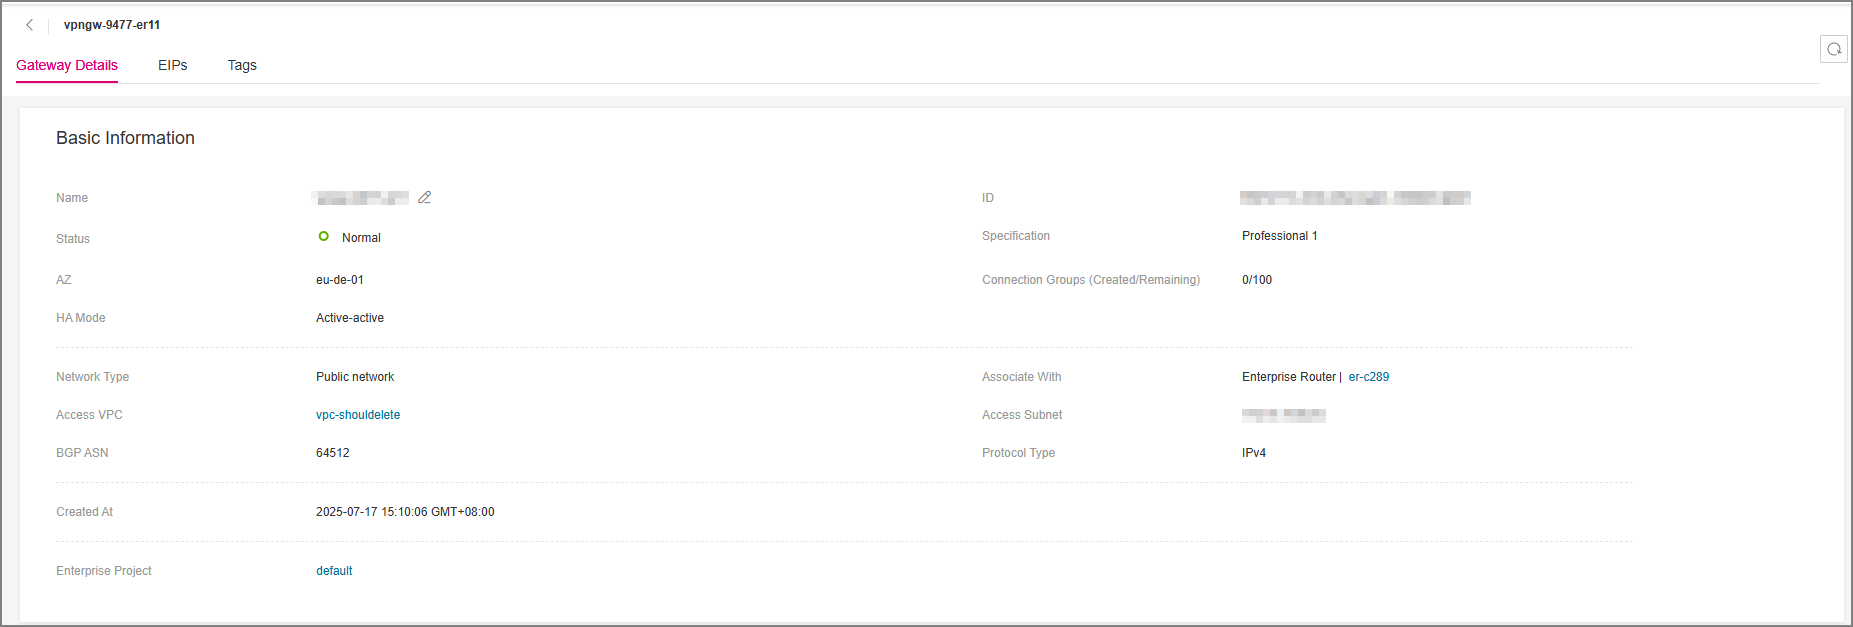 vpngw-9477-er11
Gateway Details EIPs Tags
Basic Information
Name ID
Status Normal Specification Professional 1
AZ eu-de-01 Connection Groups (Created/Remaining) 0/100
HA Mode Active-active
Network Type Public network Associate With Enterprise Router | er-c289
Access VPC vpc-shouldelete Access Subnet
BGP ASN 64512 Protocol Type IPv4
Created At 2025-07-17 15:10:06 GMT+08:00
Enterprise Project default